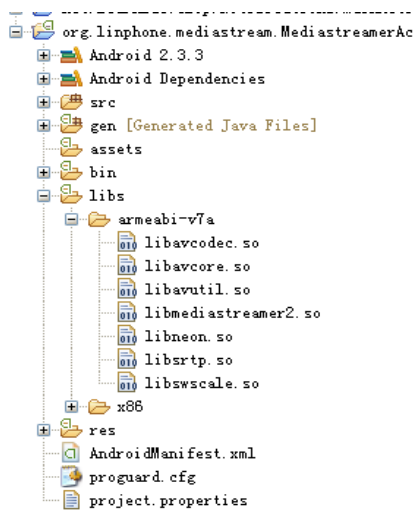 org.linphone.mediastream.MediastreamerAc
Android 2.3.3
Android Dependencies
src
gen [Generated Java Files]
assets
bin
libs
armeabi-v7a
libavcodec.so
libavcore.so
libavutil.so
libmediastreamer2.so
libneon.so
libsrtp.so
libswscale.so
x86
res
AndroidManifest.xml
proguard.cfg
project.properties